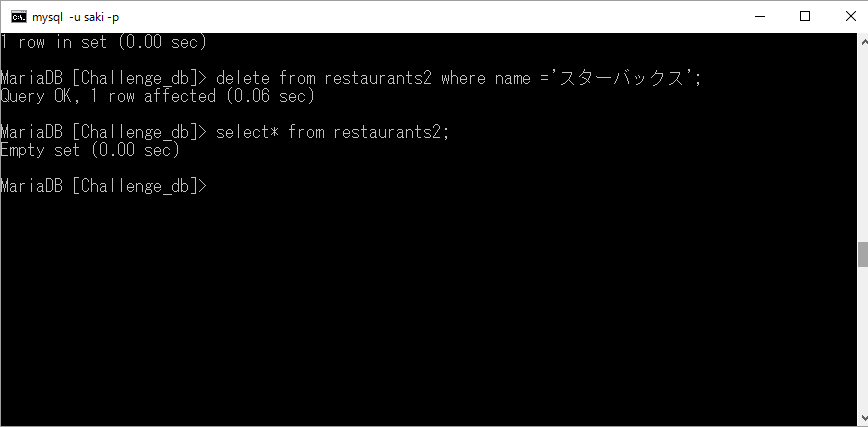 mysql -u saki -p
1 row in set (0.00 sec)
MariaDB [Challenge_db]> delete from restaurants2 where name ='スターバックス';
Query OK, 1 row affected (0.06 sec)
MariaDB [Challenge_db]> select* from restaurants2;
Empty set (0.00 sec)
MariaDB [Challenge_db]>